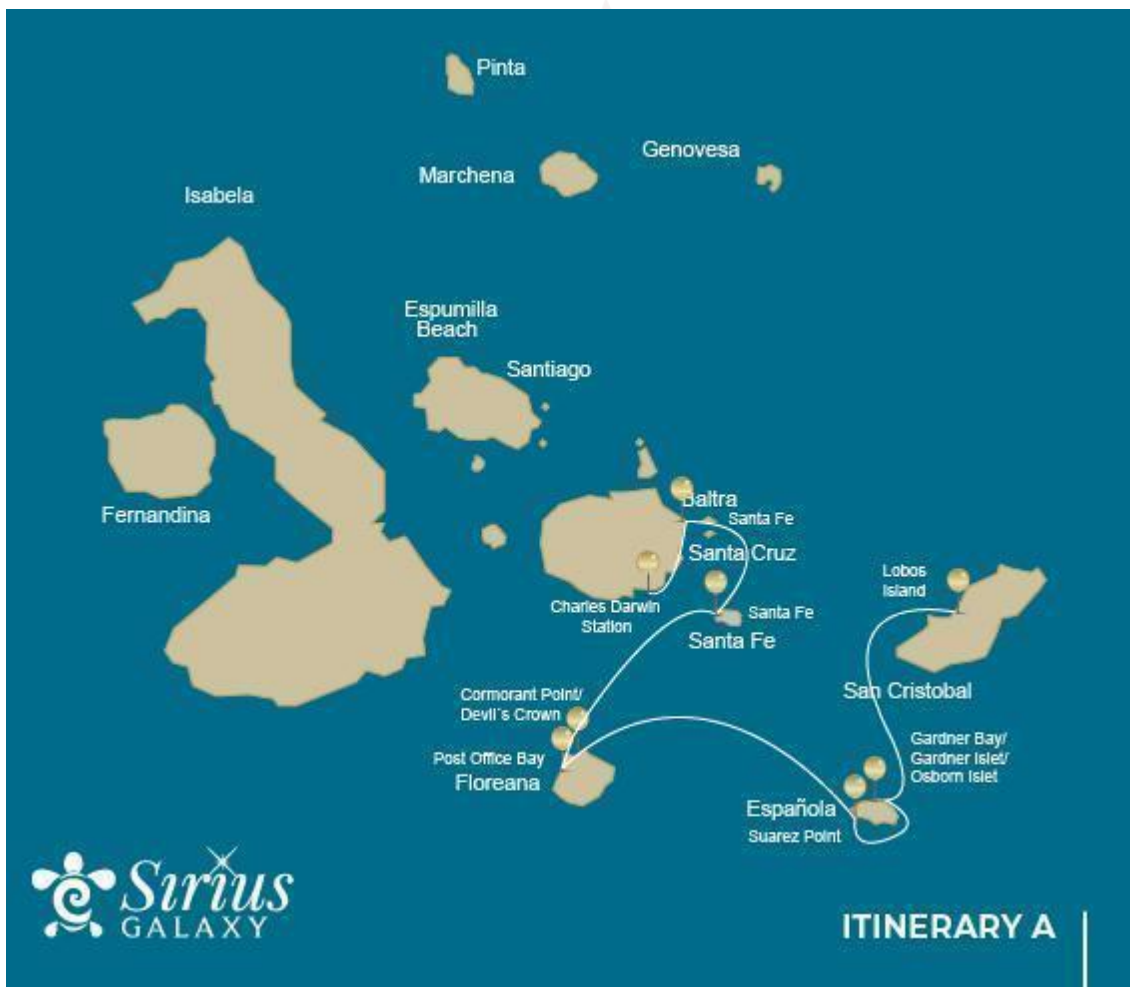 Pinta
Genovesa
Marchena
Isabela
Espumilla
Beach
Santiago
Fernandina
Baltra
Santa Fe
Santa Cruz
Charles Darwin
Station
Santa Fe
Santa Fe
Lobos
Island
San Cristobal
Cormorant Point/
Devil´s Crown
Post Office Bay
Floreana
Gardner Bay/
Gardner Islet/
Osborn Islet
Española
Suarez Point
Sirius
GALAXY
ITINERARY A